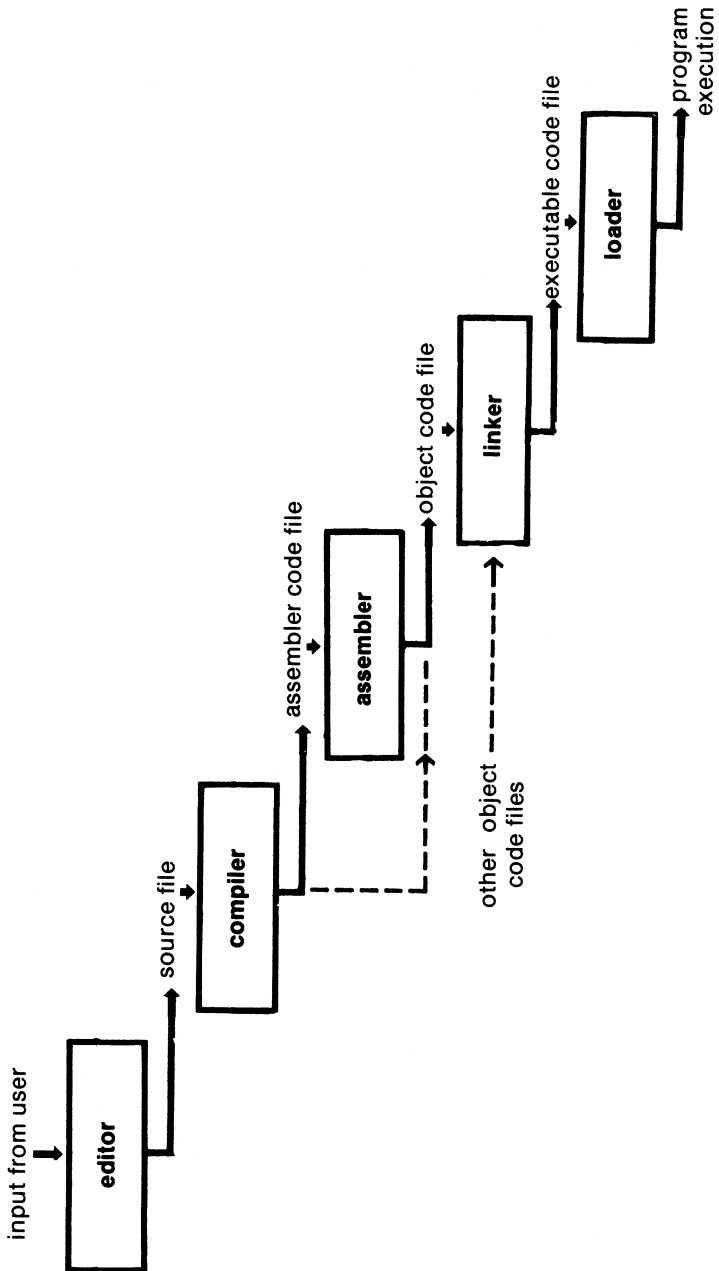 input from user
editor
source file
compiler
assembler code file
assembler
object code file
other object
code files
linker
executable code file
loader
program
execution